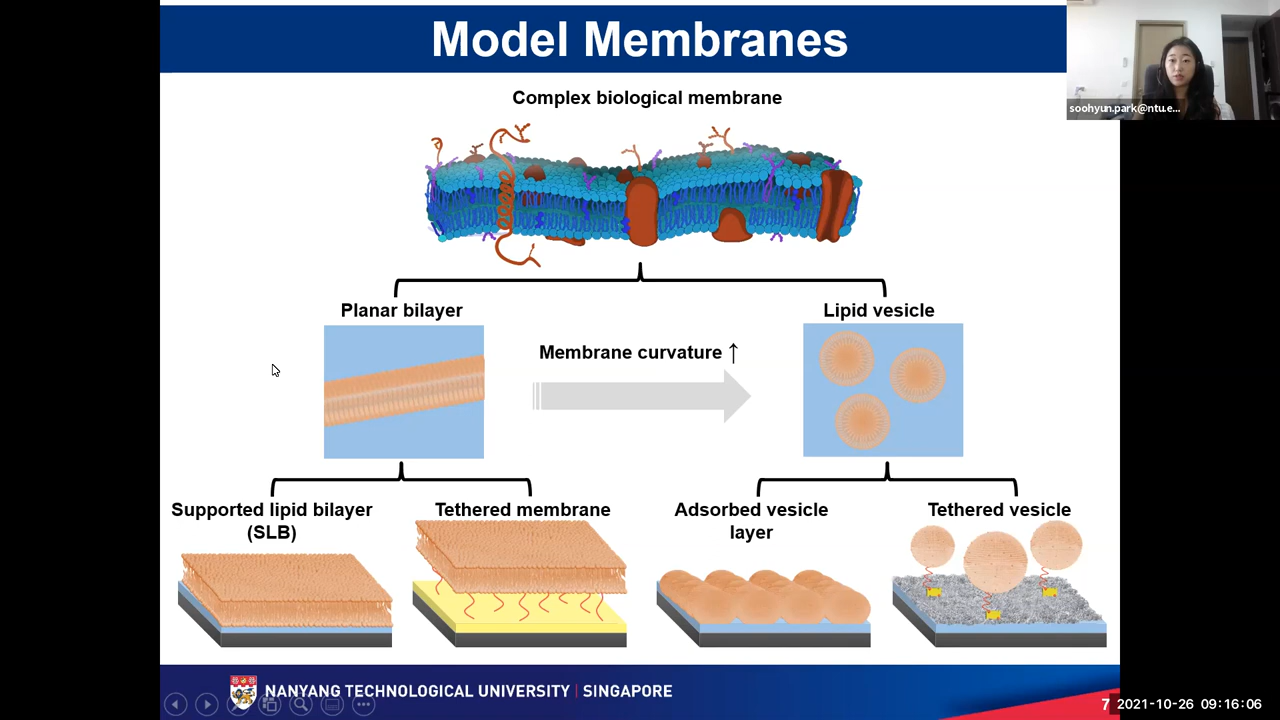 Model Membranes
soohyun.park@ntu.e...
Complex biological membrane
Planar bilayer
Lipid vesicle
Membrane curvature ↑
Supported lipid bilayer
(SLB)
Tethered membrane
Adsorbed vesicle
layer
Tethered vesicle
NANYANG TECHNOLOGICAL UNIVERSITY | SINGAPORE
7
2021-10-26 09:16:06